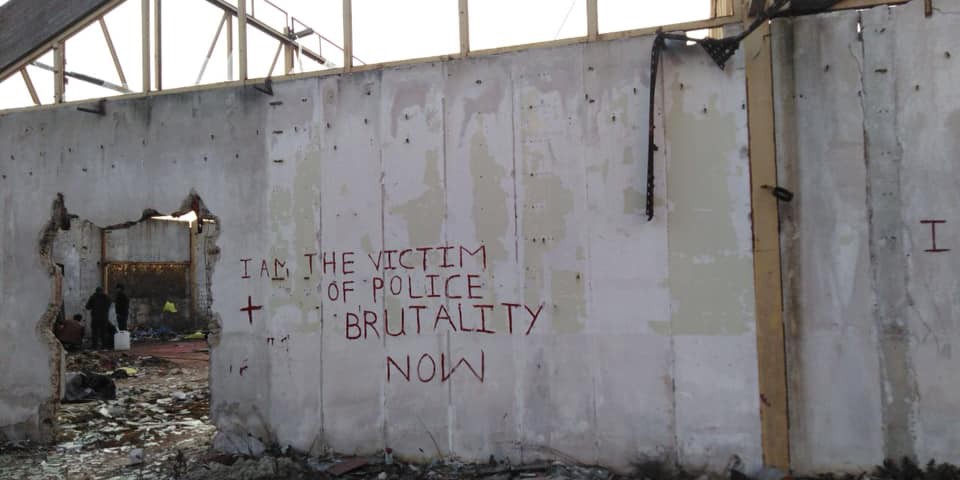 I AM THE VICTIM
OF POLICE
+
BRUTALITY
NOW
I